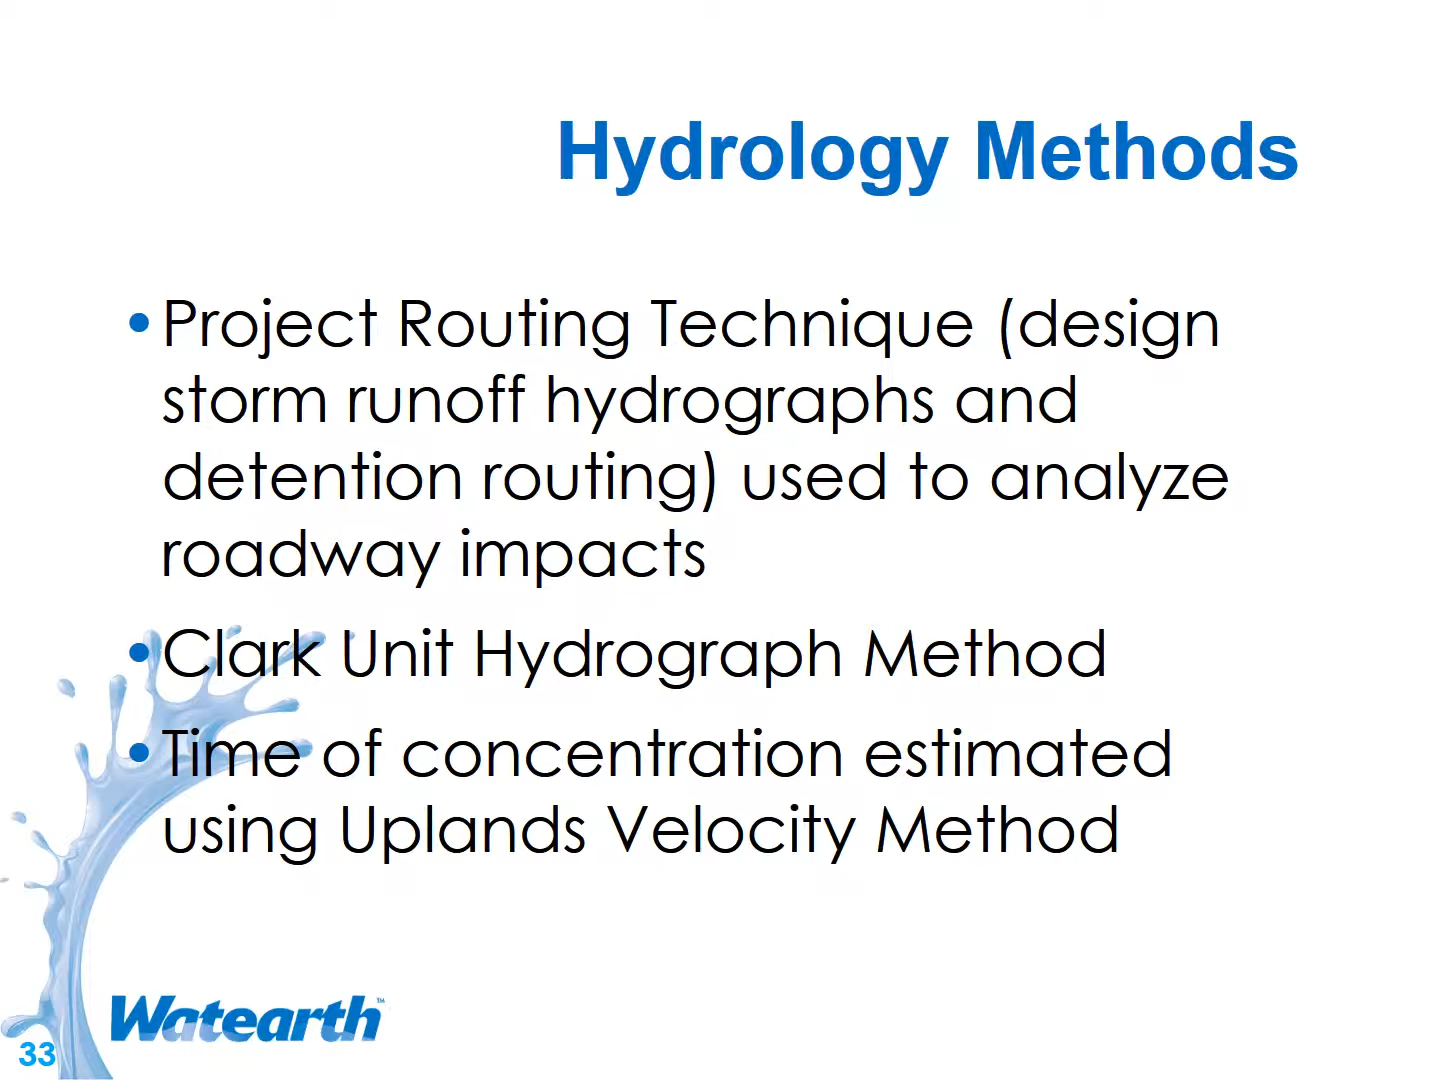 Hydrology Methods
• Project Routing Technique (design
storm runoff hydrographs and
detention routing) used to analyze
roadway impacts
• Clark Unit Hydrograph Method
• Time of concentration estimated
using Uplands Velocity Method
Watearth™
33